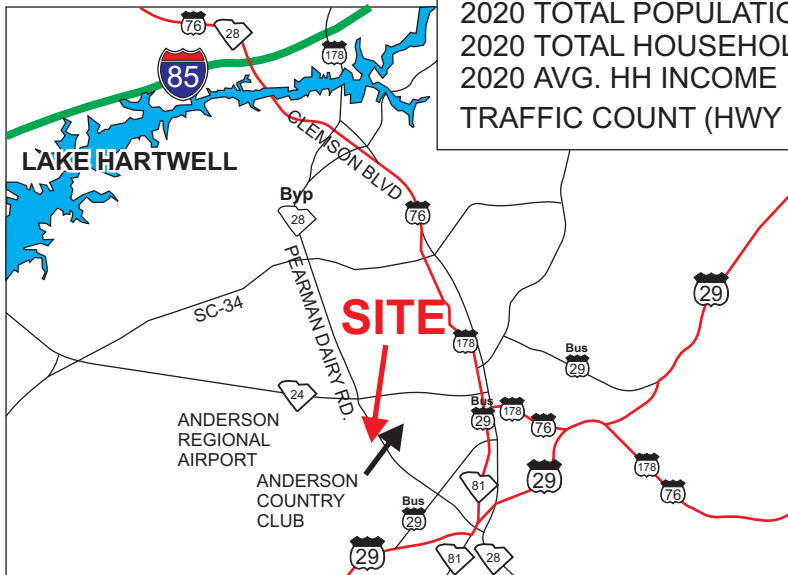 2020 TOTAL POPULATIO
2020 TOTAL HOUSEHOL
2020 AVG. HH INCOME
TRAFFIC COUNT (HWY
76
28
178
85
CLEMSON BLVD
LAKE HARTWELL
Byp
28
76
PEARMAN DAIRY RD.
SC-34
29
SITE
178
Bus
29
24
Bus
29
178
76
ANDERSON
REGIONAL
AIRPORT
ANDERSON
COUNTRY
CLUB
29
81
178
76
Bus
29
29
81
28